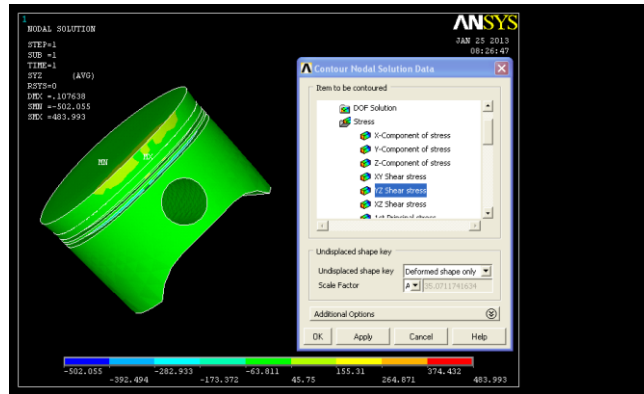 1
NODAL SOLUTION
STEP=1
SUB =1
TIME=1
SYZ (AVG)
RSYS=0
DMX =.107638
SMN =-502.055
SMX =483.993
ANSYS
JAN 25 2013
08:26:47
MN
MX
Contour Nodal Solution Data
Item to be contoured
DOF Solution
Stress
X-Component of stress
Y-Component of stress
Z-Component of stress
XY Shear stress
YZ Shear stress
XZ Shear stress
1st Principal stress
Undisplaced shape key
Undisplaced shape key
Deformed shape only
Scale Factor
A
35.0711741634
Additional Options
OK
Apply
Cancel
Help
-502.055 -282.933 -63.811 155.31 374.432
-392.494 -173.372 45.75 264.871 483.993